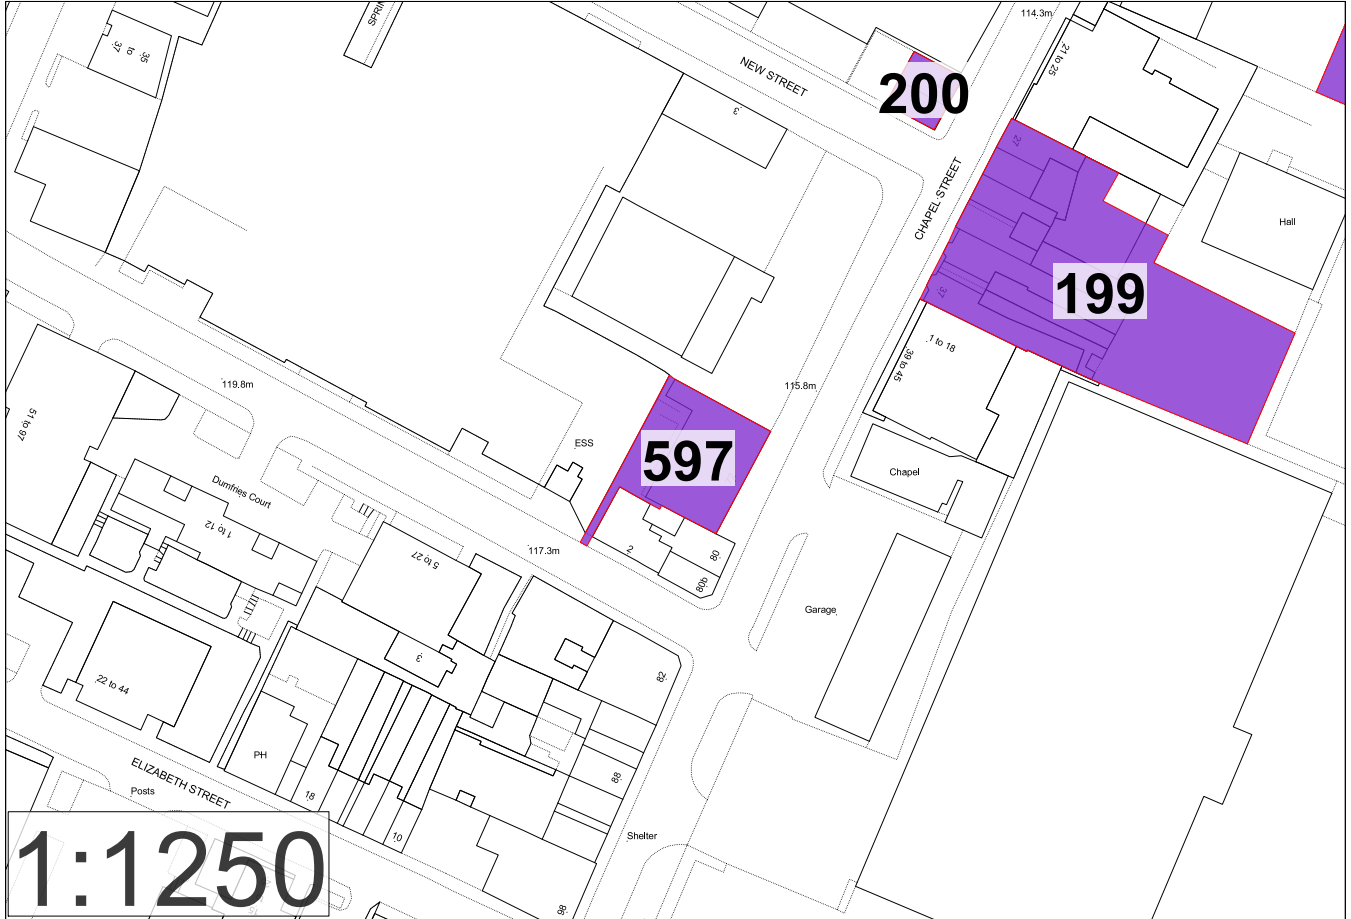 114.3m
35
to
37
NEW STREET
21 to 25
200
3
27
CHAPEL STREET
Hall
199
37
1 to 18
39 to 45
119.8m
115.8m
51 to 97
ESS
597
Chapel
Dumfries Court
1 to 12
117.3m
5 to 27
2
80
80b
Garage
3
82
22 to 44
PH
ELIZABETH STREET
Posts
18
88
10
Shelter
1:1250
98